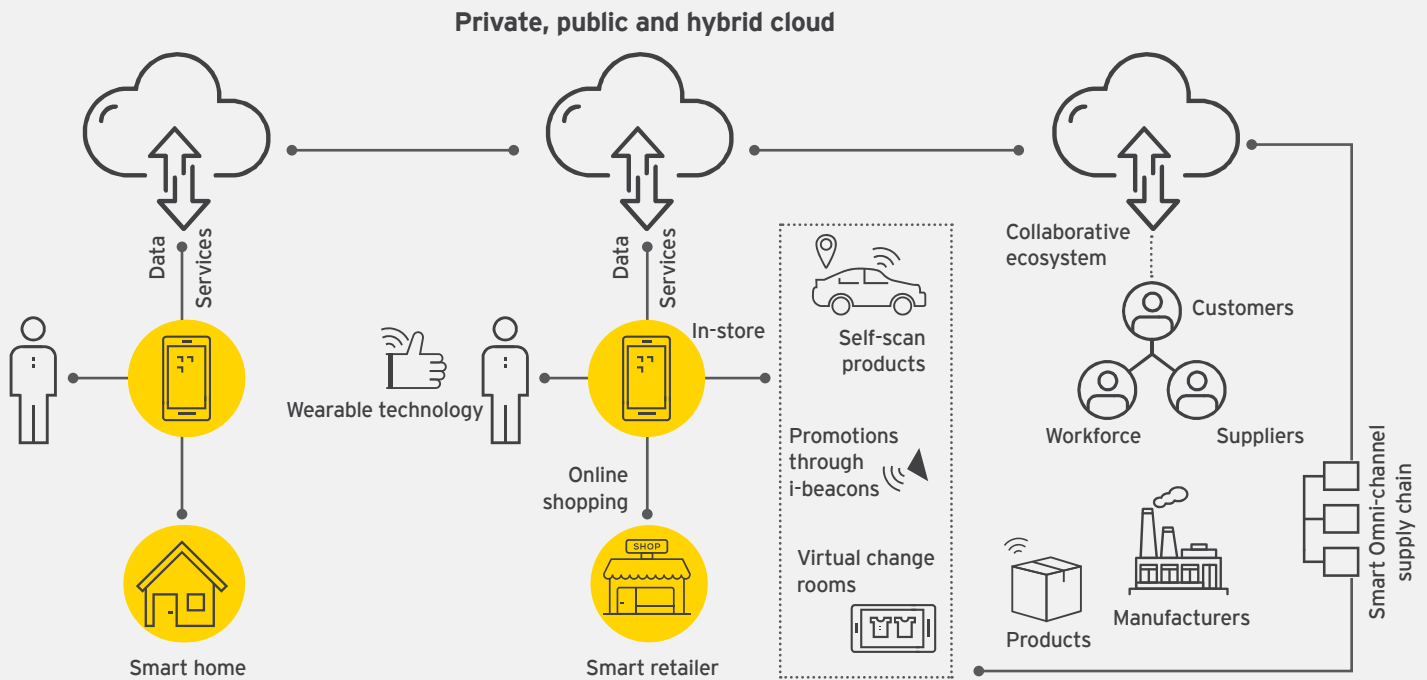 Private, public and hybrid cloud
Data
Services
Data
Services
Collaborative
ecosystem
Customers
Workforce
Suppliers
In-store
Self-scan
products
Wearable technology
Promotions
through
i-beacons
Online
shopping
Virtual change
rooms
SHOP
Smart home
Smart retailer
Products
Manufacturers
Smart Omni-channel
supply chain